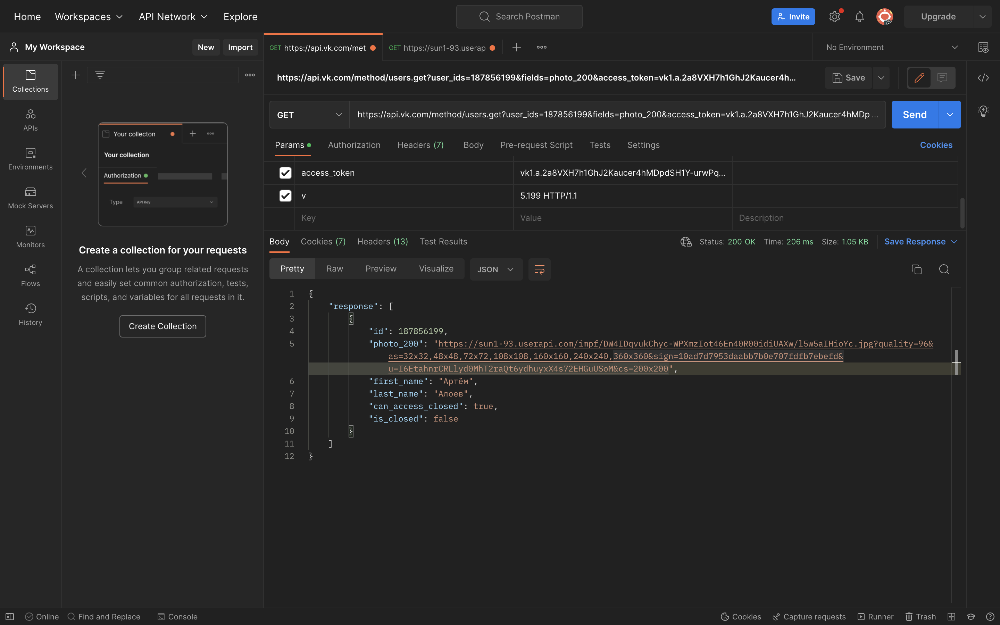 Home Workspaces API Network Explore Search Postman Invite Upgrade
My Workspace New Import
GET https://api.vk.com/met GET https://sun1-93.userap No Environment
Collections
APIs
Environments
Mock Servers
Monitors
Flows
History
Your collecton
Your collection
Authorization
Type API Key
Create a collection for your requests
A collection lets you group related requests
and easily set common authorization, tests,
scripts, and variables for all requests in it.
Create Collection
https://api.vk.com/method/users.get?user_ids=187856199&fields=photo_200&access_token=vk1.a.2a8VXH7h1GhJ2Kaucer4h...
Save
GET https://api.vk.com/method/users.get?user_ids=187856199&fields=photo_200&access_token=vk1.a.2a8VXH7h1GhJ2Kaucer4hMDp ... Send
Params Authorization Headers (7) Body Pre-request Script Tests Settings Cookies
access_token vk1.a.2a8VXH7h1GhJ2Kaucer4hMDpdSH1Y-urwPq...
v 5.199 HTTP/1.1
Key Value Description
Body Cookies (7) Headers (13) Test Results Status: 200 OK Time: 206 ms Size: 1.05 KB Save Response
Pretty Raw Preview Visualize JSON
1 {
2 "response": [
3 {
4 "id": 187856199,
5 "photo_200": "https://sun1-93.userapi.com/impf/DW4IDqvukChyc-WPXmzIot46En40R00idiUAXw/l5w5aIHioYc.jpg?quality=96&
as=32x32,48x48,72x72,108x108,160x160,240x240,360x360&sign=10ad7d7953daabb7b0e707fdfb7ebefd&
u=I6EtahnrCRLlyd0MhT2raQt6ydhuyxX4s72EHGuUSoM&cs=200x200",
6 "first_name": "Артём",
7 "last_name": "Алоев",
8 "can_access_closed": true,
9 "is_closed": false
10 }
11 ]
12 }
Online Find and Replace Console Cookies Capture requests Runner Trash